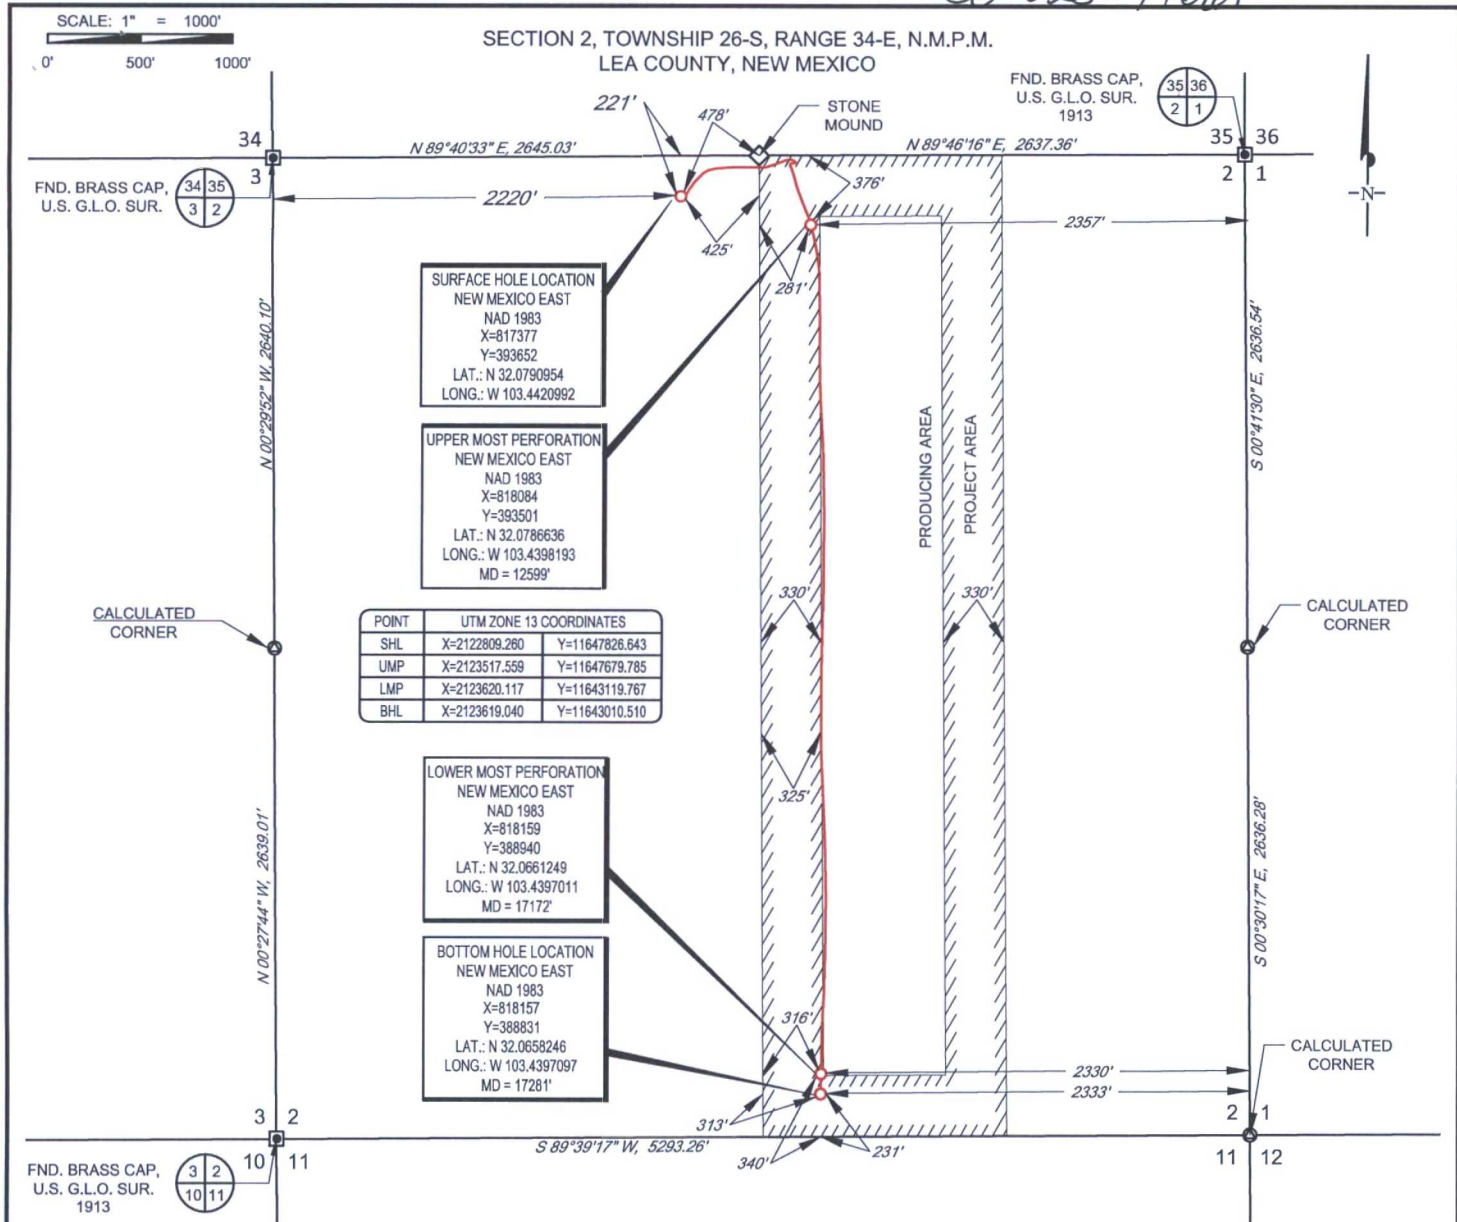 SCALE: 1" = 1000'
0' 500' 1000'
SECTION 2, TOWNSHIP 26-S, RANGE 34-E, N.M.P.M.
LEA COUNTY, NEW MEXICO
FND. BRASS CAP,
U.S. G.L.O. SUR.
1913
35 36
2 1
221'
478'
STONE
MOUND
34
3
N 89°40'33" E, 2645.03'
N 89°46'16" E, 2637.36'
35 36
2 1
FND. BRASS CAP,
U.S. G.L.O. SUR.
34 35
3 2
2220'
376'
425'
2357'
281'
-N-
SURFACE HOLE LOCATION
NEW MEXICO EAST
NAD 1983
X=817377
Y=393652
LAT.: N 32.0790954
LONG.: W 103.4420992
N 00°29'52" W, 2640.10'
S 00°41'30" E, 2636.54'
UPPER MOST PERFORATION
NEW MEXICO EAST
NAD 1983
X=818084
Y=393501
LAT.: N 32.0786636
LONG.: W 103.4398193
MD = 12599'
PRODUCING AREA
PROJECT AREA
330'
330'
CALCULATED
CORNER
CALCULATED
CORNER
POINT UTM ZONE 13 COORDINATES
SHL X=2122809.260 Y=11647826.643
UMP X=2123517.559 Y=11647679.785
LMP X=2123620.117 Y=11643119.767
BHL X=2123619.040 Y=11643010.510
325'
LOWER MOST PERFORATION
NEW MEXICO EAST
NAD 1983
X=818159
Y=388940
LAT.: N 32.0661249
LONG.: W 103.4397011
MD = 17172'
N 00°27'44" W, 2639.01'
S 00°30'17" E, 2636.28'
BOTTOM HOLE LOCATION
NEW MEXICO EAST
NAD 1983
X=818157
Y=388831
LAT.: N 32.0658246
LONG.: W 103.4397097
MD = 17281'
316'
2330'
2333'
CALCULATED
CORNER
313'
340'
231'
3 2
10 11
S 89°39'17" W, 5293.26'
2 1
11 12
FND. BRASS CAP,
U.S. G.L.O. SUR.
1913
3 2
10 11